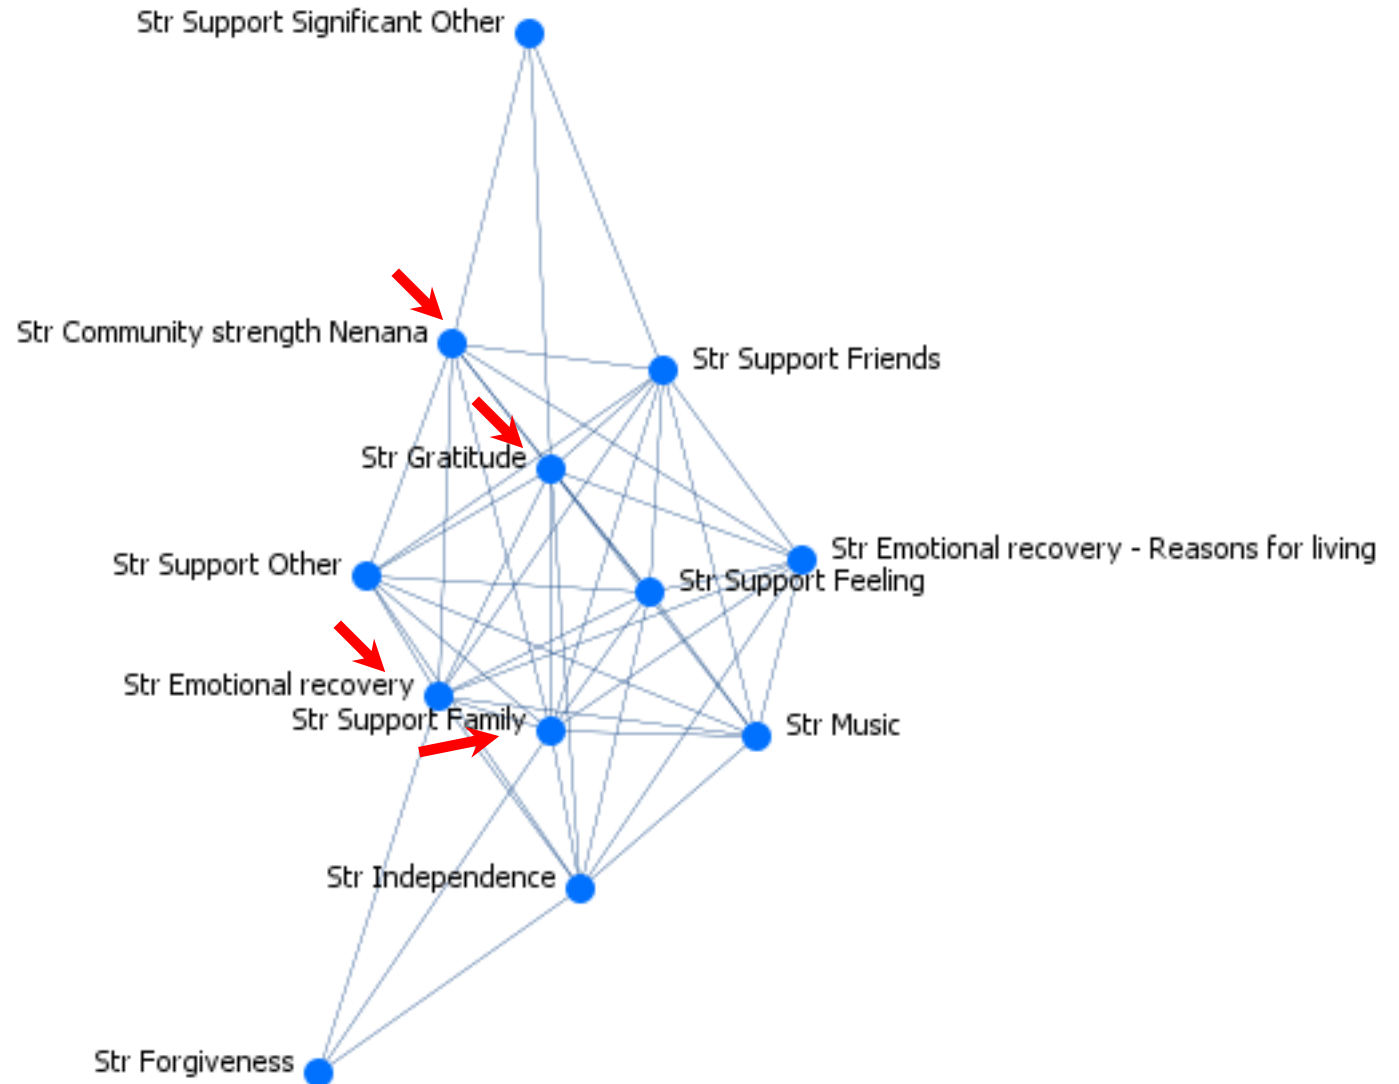 Str Support Significant Other
Str Community strength Nenana
Str Support Friends
Str Gratitude
Str Emotional recovery - Reasons for living
Str Support Other
Str Support Feeling
Str Emotional recovery
Str Support Family
Str Music
Str Independence
Str Forgiveness